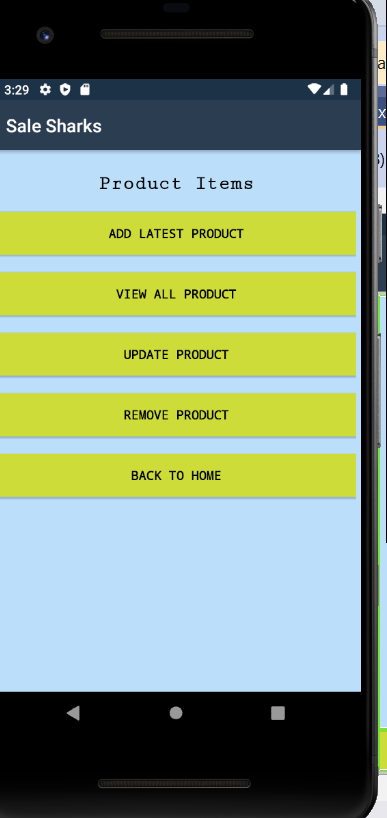 3:29
Sale Sharks
Product Items
ADD LATEST PRODUCT
VIEW ALL PRODUCT
UPDATE PRODUCT
REMOVE PRODUCT
BACK TO HOME